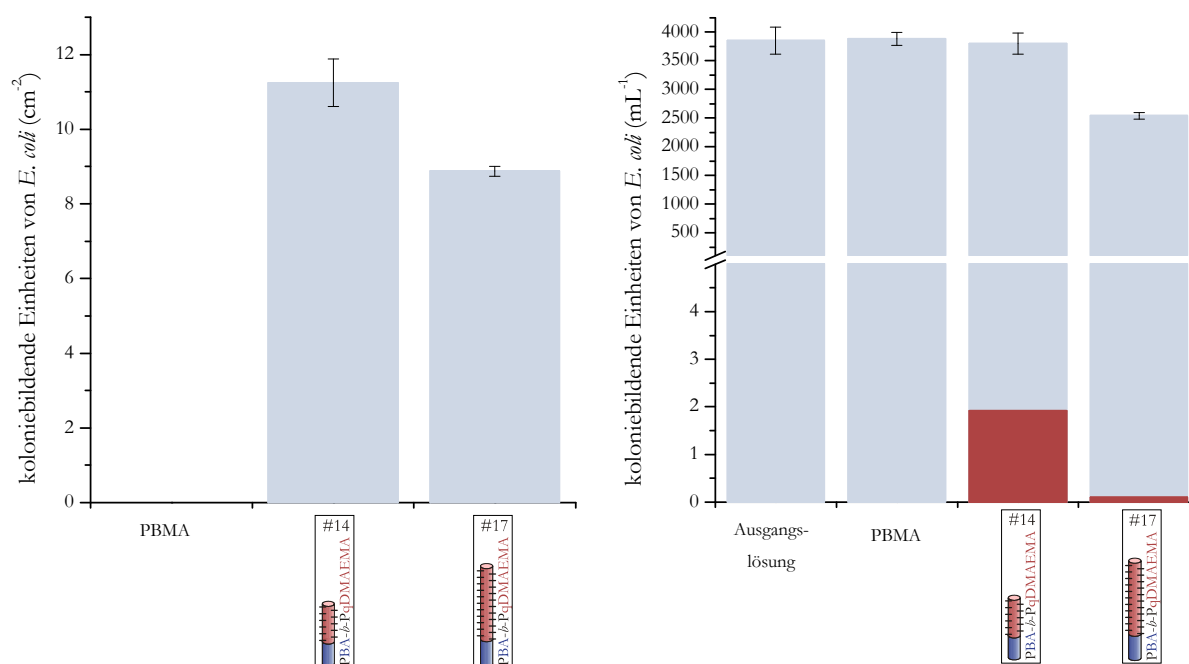 koloniebildende Einheiten von E. coli (cm-2)
12
10
8
6
4
2
0
PBMA
#14
PBA-b-PqDMAEMA
#17
PBA-b-PqDMAEMA
koloniebildende Einheiten von E. coli (mL-1)
4000
3500
3000
2500
2000
1500
1000
500
4
3
2
1
0
Ausgangs-
lösung
PBMA
#14
PBA-b-PqDMAEMA
#17
PBA-b-PqDMAEMA